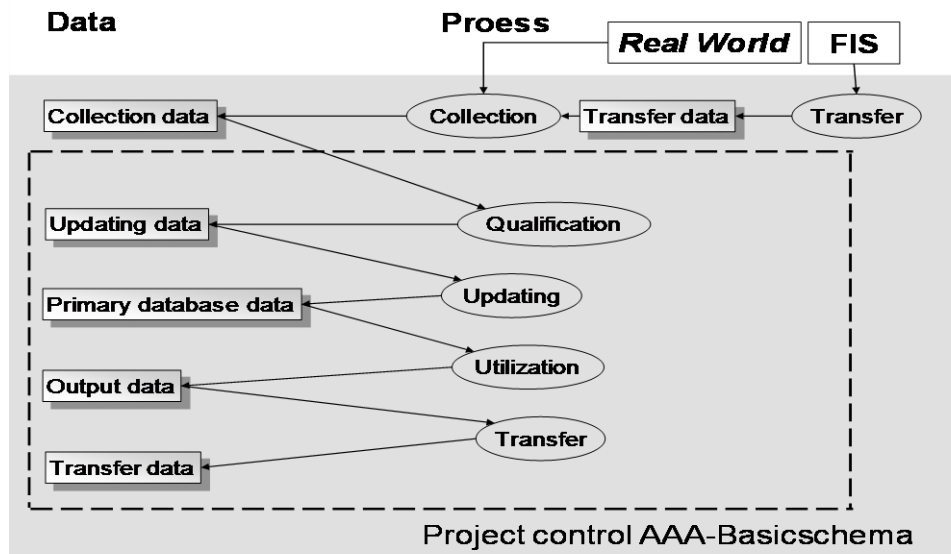 Data
Proess
Real World
FIS
Collection data
Collection
Transfer data
Transfer
Qualification
Updating data
Updating
Primary database data
Utilization
Output data
Transfer
Transfer data
Project control AAA-Basicschema